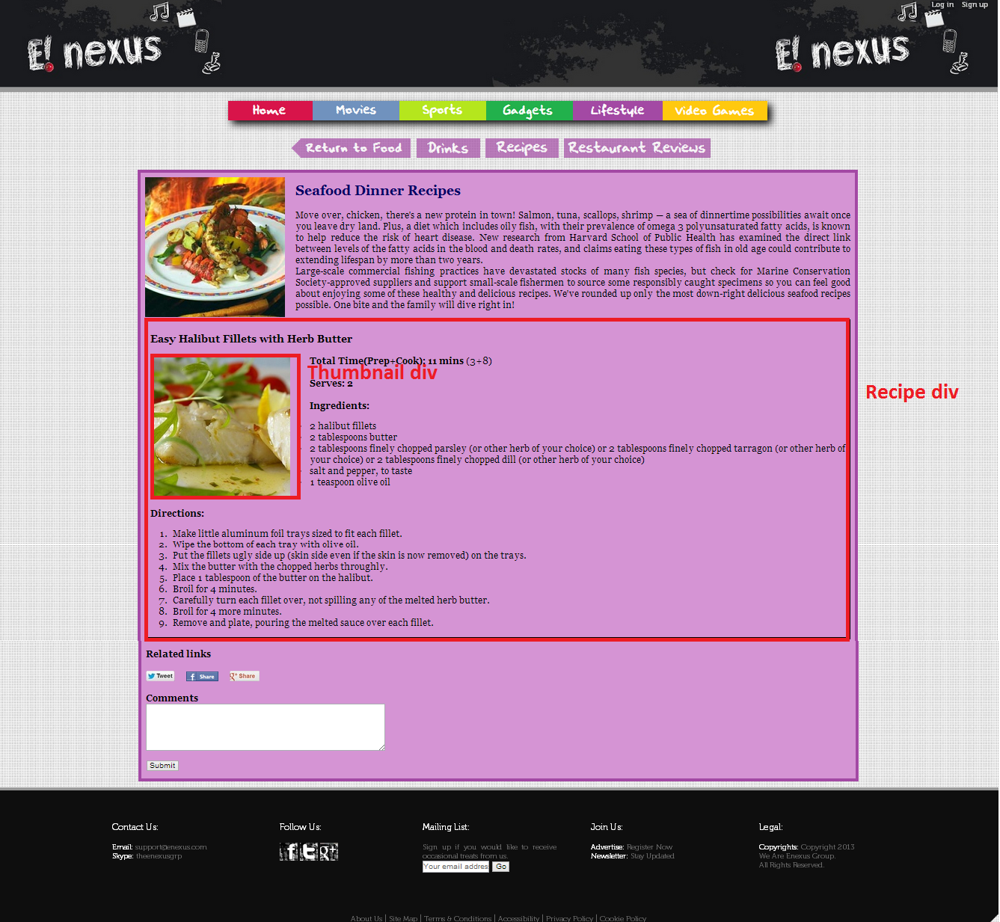 Log in Sign up
E! nexus
E! nexus
Home Movies Sports Gadgets Lifestyle Video Games
Return to Food Drinks Recipes Restaurant Reviews
Seafood Dinner Recipes
Move over, chicken, there's a new protein in town! Salmon, tuna, scallops, shrimp — a sea of dinnertime possibilities await once
you leave dry land. Plus, a diet which includes oily fish, with their prevalence of omega 3 polyunsaturated fatty acids, is known
to help reduce the risk of heart disease. New research from Harvard School of Public Health has examined the direct link
between levels of the fatty acids in the blood and death rates, and claims eating these types of fish in old age could contribute to
extending lifespan by more than two years.
Large-scale commercial fishing practices have devastated stocks of many fish species, but check for Marine Conservation
Society-approved suppliers and support small-scale fishermen to source some responsibly caught specimens so you can feel good
about enjoying some of these healthy and delicious recipes. We've rounded up only the most down-right delicious seafood recipes
possible. One bite and the family will dive right in!
Easy Halibut Fillets with Herb Butter
Total Time(Prep+Cook): 11 mins (3+8)
Thumbnail div
Serves: 2
Recipe div
Ingredients:
2 halibut fillets
2 tablespoons butter
2 tablespoons finely chopped parsley (or other herb of your choice) or 2 tablespoons finely chopped tarragon (or other herb of
your choice) or 2 tablespoons finely chopped dill (or other herb of your choice)
salt and pepper, to taste
1 teaspoon olive oil
Directions:
1. Make little aluminum foil trays sized to fit each fillet.
2. Wipe the bottom of each tray with olive oil.
3. Put the fillets ugly side up (skin side even if the skin is now removed) on the trays.
4. Mix the butter with the chopped herbs throughly.
5. Place 1 tablespoon of the butter on the halibut.
6. Broil for 4 minutes.
7. Carefully turn each fillet over, not spilling any of the melted herb butter.
8. Broil for 4 more minutes.
9. Remove and plate, pouring the melted sauce over each fillet.
Related links
Tweet f Share g+ Share
Comments
Submit
Contact Us: Follow Us: Mailing List: Join Us: Legal:
Email: support@enexus.com Sign up if you would like to receive Advertise: Register Now Copyrights: Copyright 2013
Skype: theenexusgrp f t g+ occasional treats from us. Newsletter: Stay Updated We Are Enexus Group.
Your email address Go All Rights Reserved.
About Us | Site Map | Terms & Conditions | Accessibility | Privacy Policy | Cookie Policy